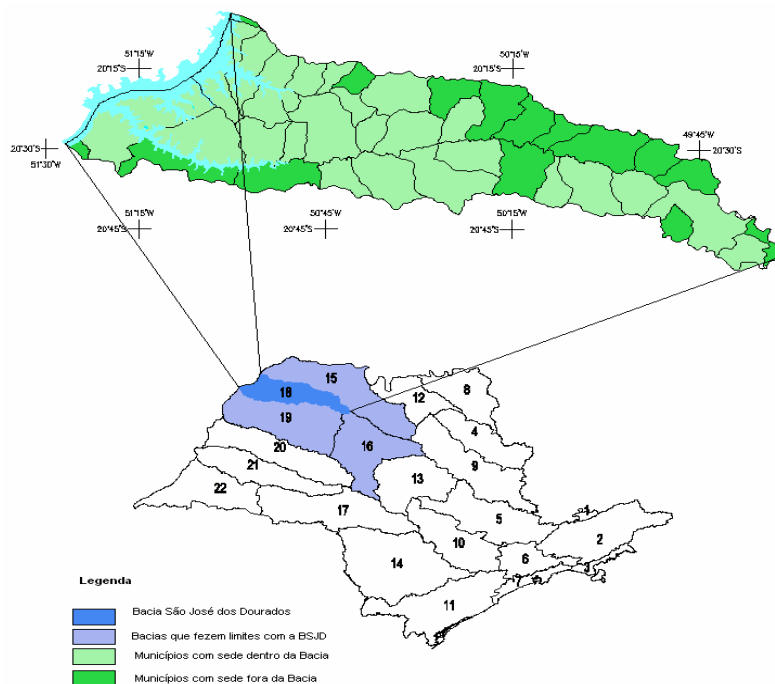 51°15'W
20°15'S
50°15'W
20°15'S
49°45'W
20°30'S
20°30'S
51°30'W
51°15'W
20°45'S
50°45'W
20°45'S
50°15'W
20°45'S
15
18
12
8
19
16
4
20
9
21
13
22
17
5
1
2
10
6
14
3
7
11
Legenda
Bacia São José dos Dourados
Bacias que fezem limites com a BSJD
Municípios com sede dentro da Bacia
Municípios com sede fora da Bacia